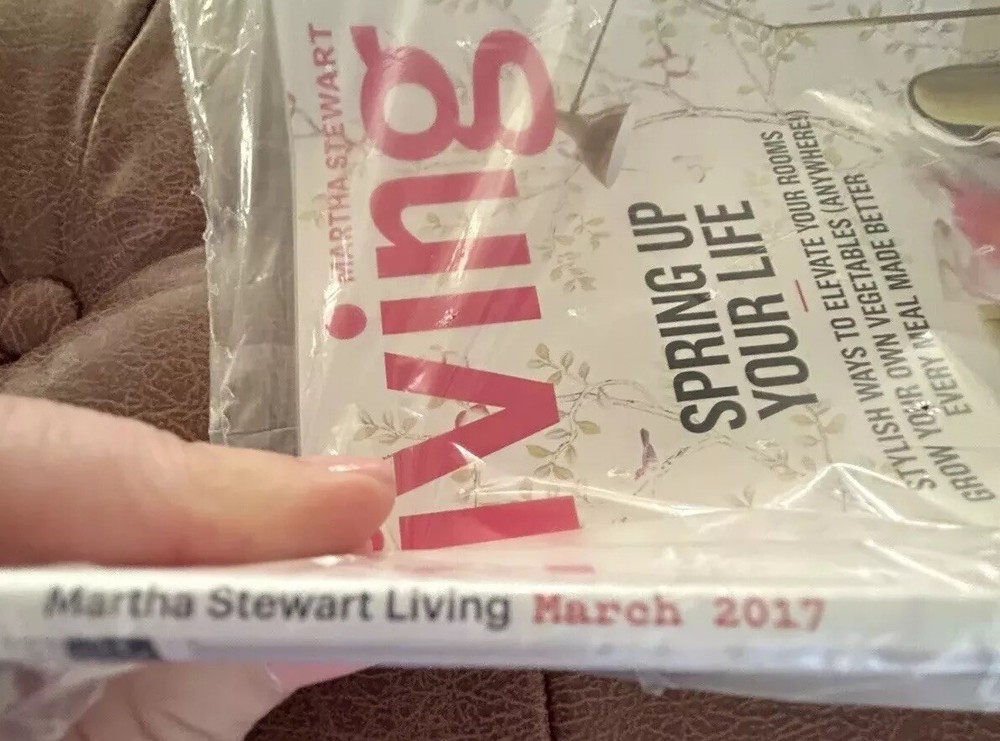 MARTHA STEWART
living
SPRING UP
YOUR LIFE
STYLISH WAYS TO ELEVATE YOUR ROOMS
GROW YOUR OWN VEGETABLES (ANYWHERE!)
EVERY MEAL MADE BETTER
Martha Stewart Living March 2017